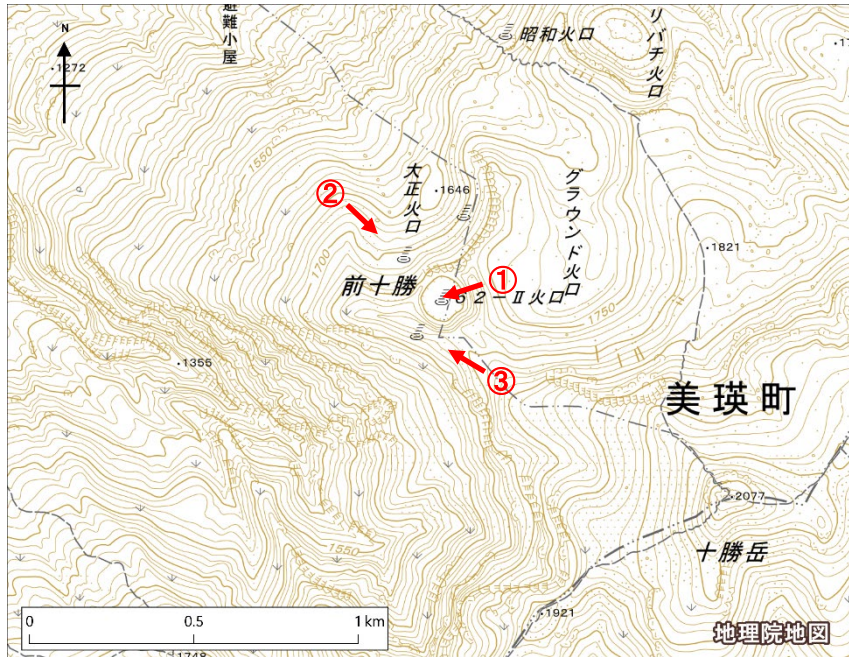 避難小屋
昭和火口
リバチ火口
N
・1272
1550
大正火口
・1646
グラウンド火口
②
・1821
1700
前十勝
①
62-Ⅱ火口
1750
・1355
③
美瑛町
・2077
1550
十勝岳
・1921
0 0.5 1 km
・1748
地理院地図